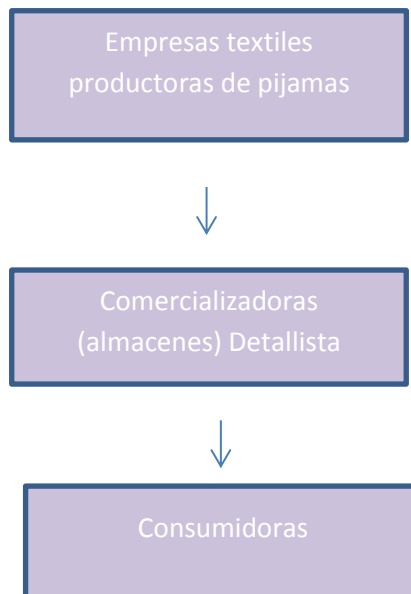 Empresas textiles
productoras de pijamas
Comercializadoras
(almacenes) Detallista
Consumidoras